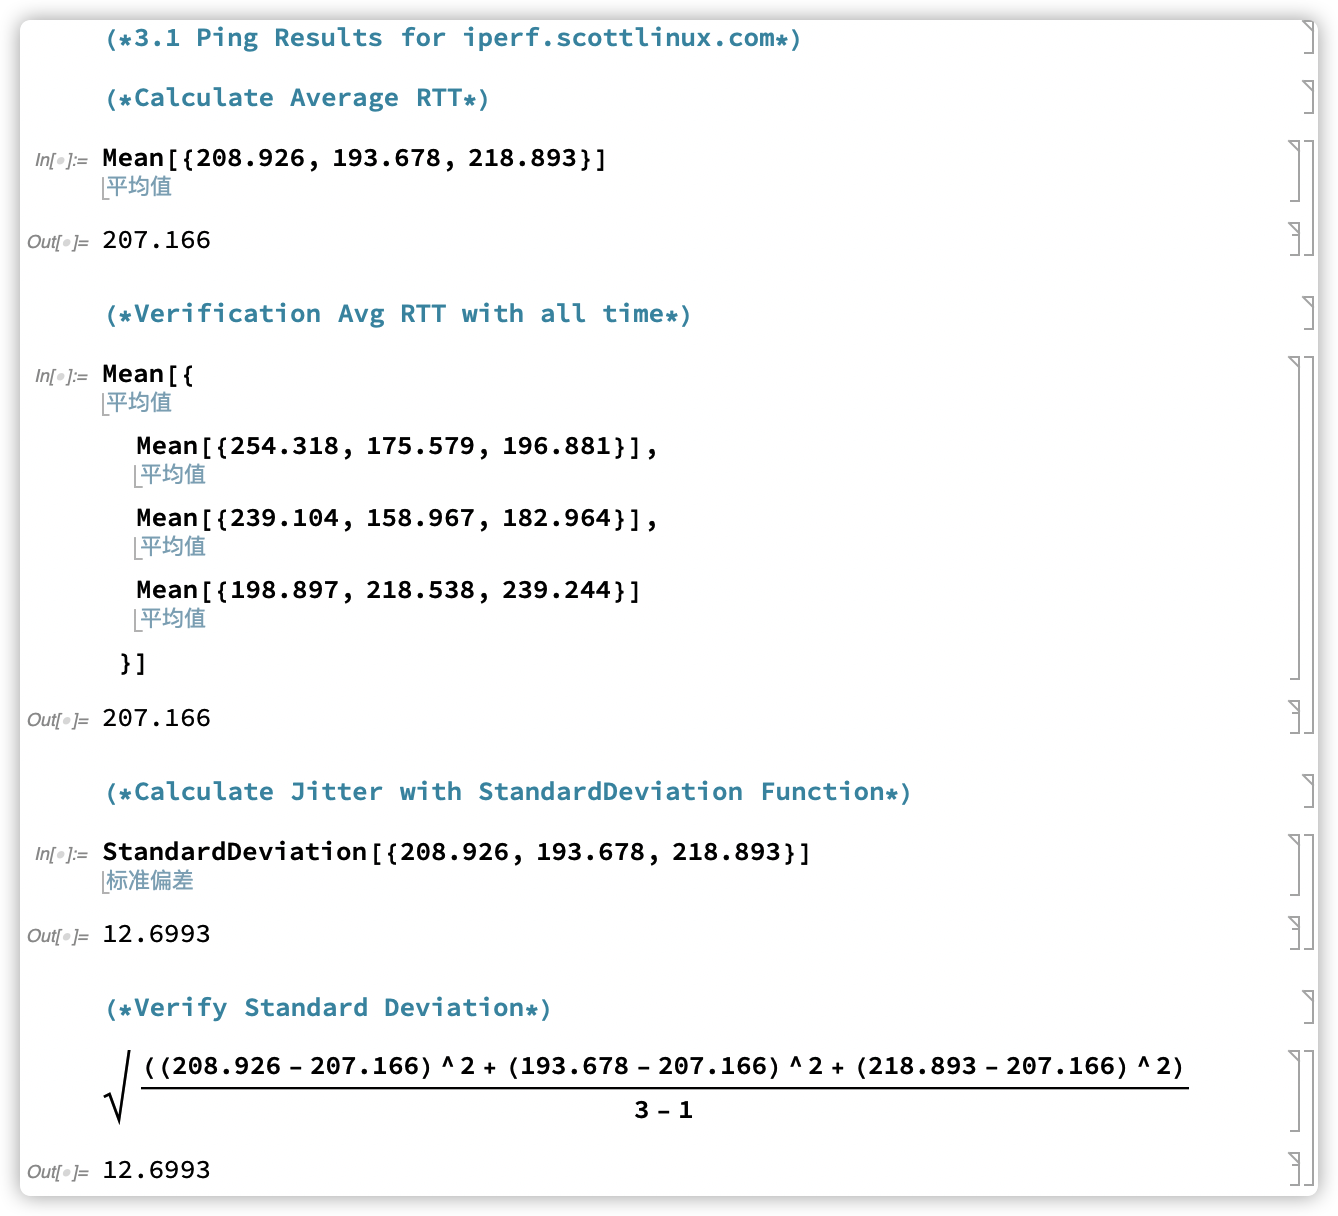 (*3.1 Ping Results for iperf.scottlinux.com*)
(*Calculate Average RTT*)
In[•]:= Mean[{208.926, 193.678, 218.893}]
平均值
Out[•]= 207.166
(*Verification Avg RTT with all time*)
In[•]:= Mean[{
平均值
Mean[{254.318, 175.579, 196.881}],
平均值
Mean[{239.104, 158.967, 182.964}],
平均值
Mean[{198.897, 218.538, 239.244}]
平均值
}]
Out[•]= 207.166
(*Calculate Jitter with StandardDeviation Function*)
In[•]:= StandardDeviation[{208.926, 193.678, 218.893}]
标准偏差
Out[•]= 12.6993
(*Verify Standard Deviation*)
√ ((208.926 - 207.166) ^ 2 + (193.678 - 207.166) ^ 2 + (218.893 - 207.166) ^ 2)
3 - 1
Out[•]= 12.6993